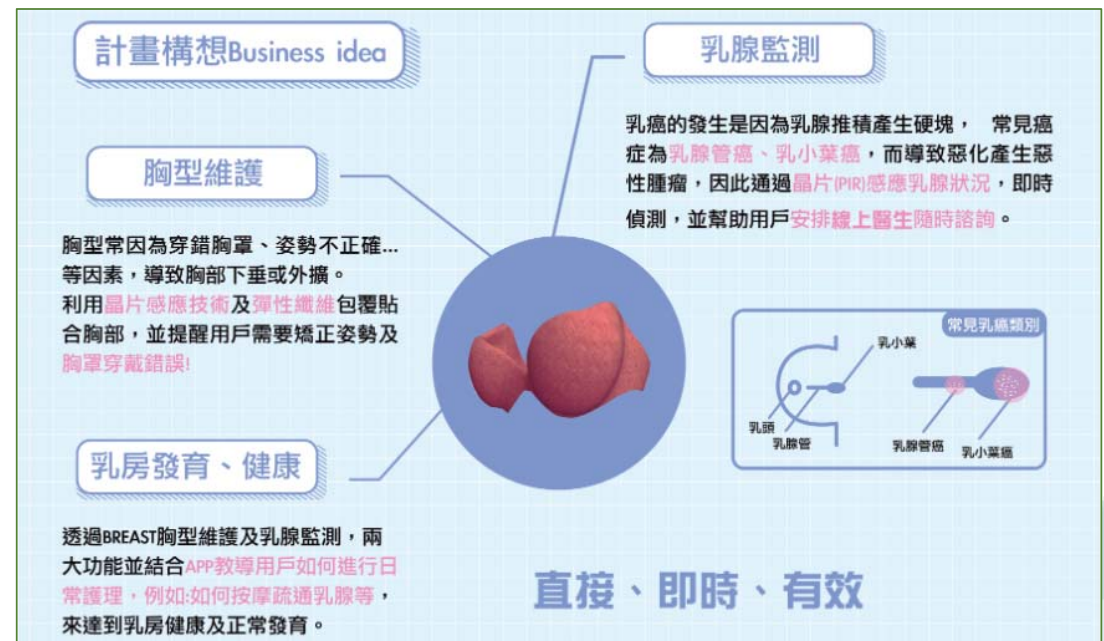 計畫構想Business idea
胸型維護
胸型常因為穿錯胸罩、姿勢不正確...
等因素，導致胸部下垂或外擴。
利用晶片感應技術及彈性纖維包覆貼
合胸部，並提醒用戶需要矯正姿勢及
胸罩穿戴錯誤!
乳房發育、健康
透過BREAST胸型維護及乳腺監測，兩
大功能並結合APP教導用戶如何進行日
常護理，例如:如何按摩疏通乳腺等，
來達到乳房健康及正常發育。
乳腺監測
乳癌的發生是因為乳腺推積產生硬塊， 常見癌
症為乳腺管癌、乳小葉癌，而導致惡化產生惡
性腫瘤，因此通過晶片(PIR)感應乳腺狀況，即時
偵測，並幫助用戶安排線上醫生隨時諮詢。
常見乳癌類別
乳小葉
乳頭
乳腺管
乳腺管癌
乳小葉癌
直接、即時、有效